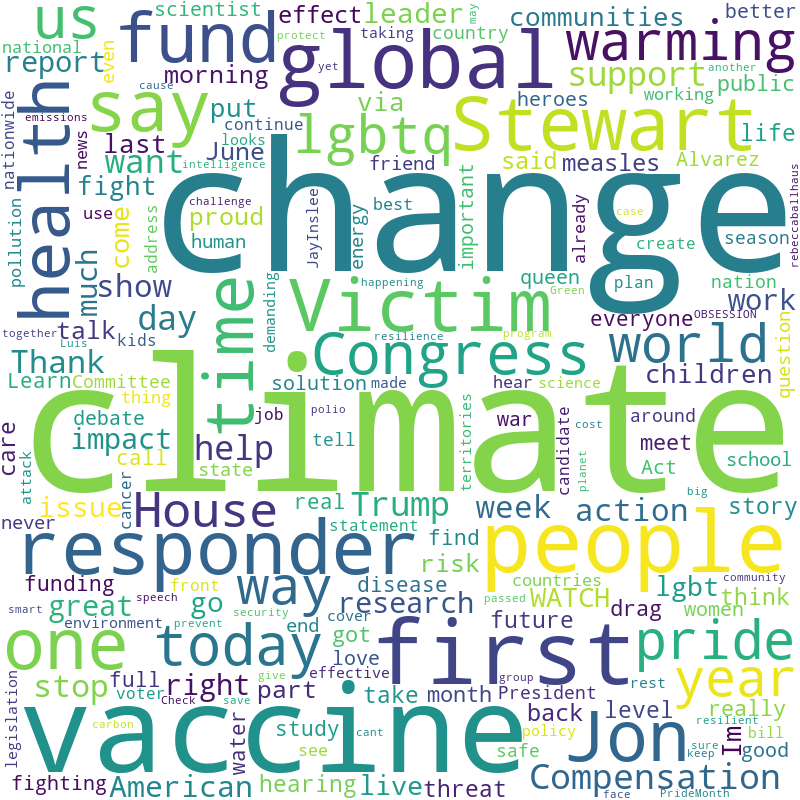 us
scientist
effect
leader
may
communities
better
national
report
even
protect
taking
country
fund
global
warming
morning
cause
yet
another
support
public
nationwide
emissions
health
say
put
via
heroes
working
last
continue
lgbtq
Stewart
life
news
want
looks
June
friend
said
measles
Alvarez
intelligence
fight
use
challenge
change
case
pollution
come
address
proud
human
JayInslee
energy
best
important
already
create
season
rebeccaballhaus
much
show
time
demanding
happening
queen
Green
plan
nation
day
Victim
work
together
talk
kids
Luis
resilience
program
everyone
OBSESSION
Thank
Congress
world
question
Learn
Committee
solution
made
hear
science
children
thing
climate
debate
job
polio
war
candidate
cost
around
meet
care
impact
help
tell
territories
planet
Act
school
attack
call
state
big
issue
cancer
House
real
Trump
week
action
story
never
statement
responder
people
find
risk
funding
front
way
disease
countries
community
lgbt
think
smart
speech
great
go
security
research
passed
WATCH
drag
women
environment
prevent
end
cover
future
one
today
got
first
pride
stop
full
Check
give
love
effective
group
rest
year
voter
save
right
part
take
month
President
level
really
legislation
vaccine
carbon
cant
back
resilient
water
study
policy
Jon
sure
Im
bill
see
safe
keep
good
fighting
American
hearing
live
threat
Compensation
face
PrideMonth